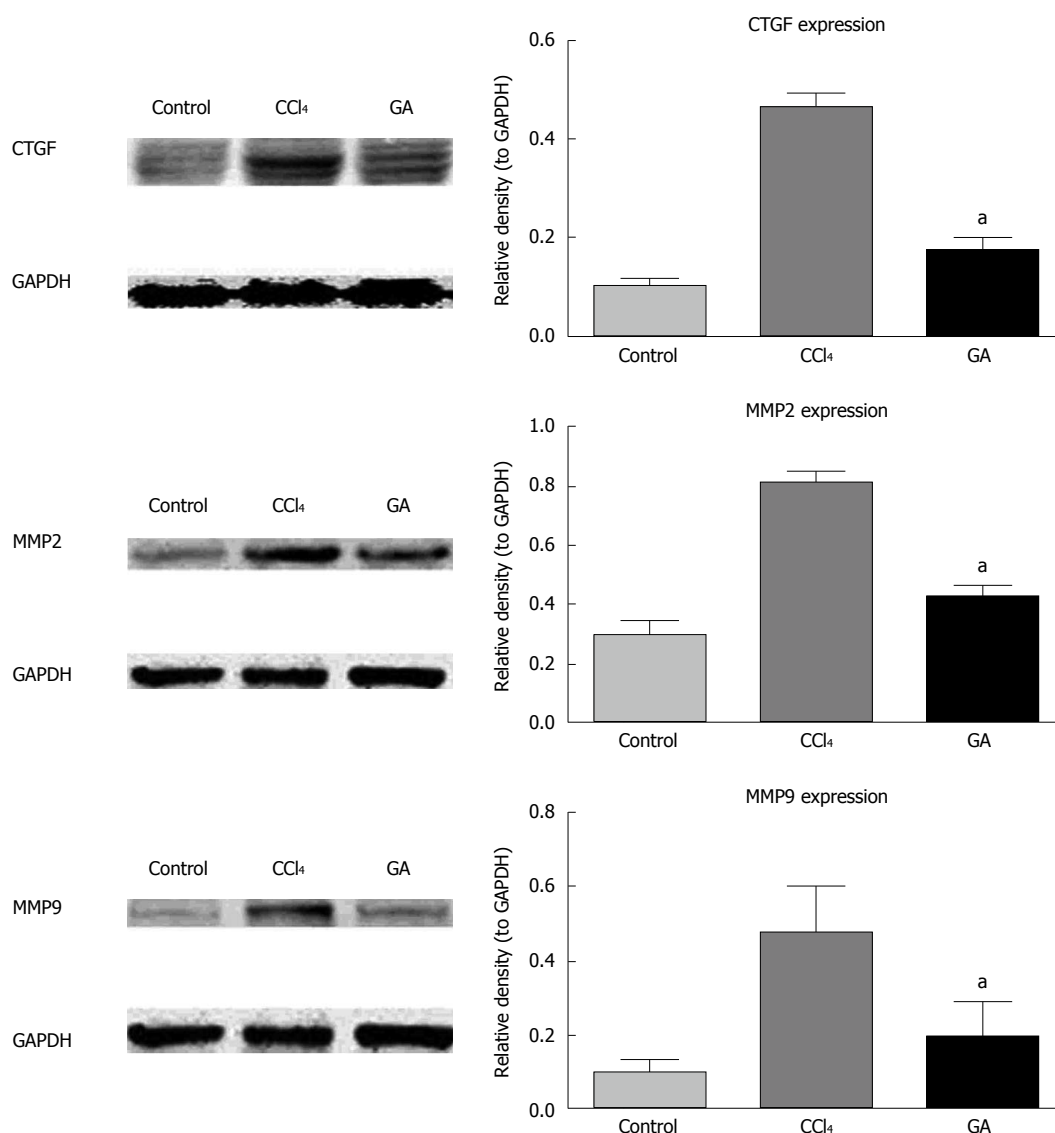 Control CCl₄ GA
CTGF
GAPDH
CTGF expression
Relative density (to GAPDH)
0.6
0.4
0.2
0.0
a
Control CCl₄ GA
Control CCl₄ GA
MMP2
GAPDH
MMP2 expression
Relative density (to GAPDH)
1.0
0.8
0.6
0.4
0.2
0.0
a
Control CCl₄ GA
Control CCl₄ GA
MMP9
GAPDH
MMP9 expression
Relative density (to GAPDH)
0.8
0.6
0.4
0.2
0.0
a
Control CCl₄ GA